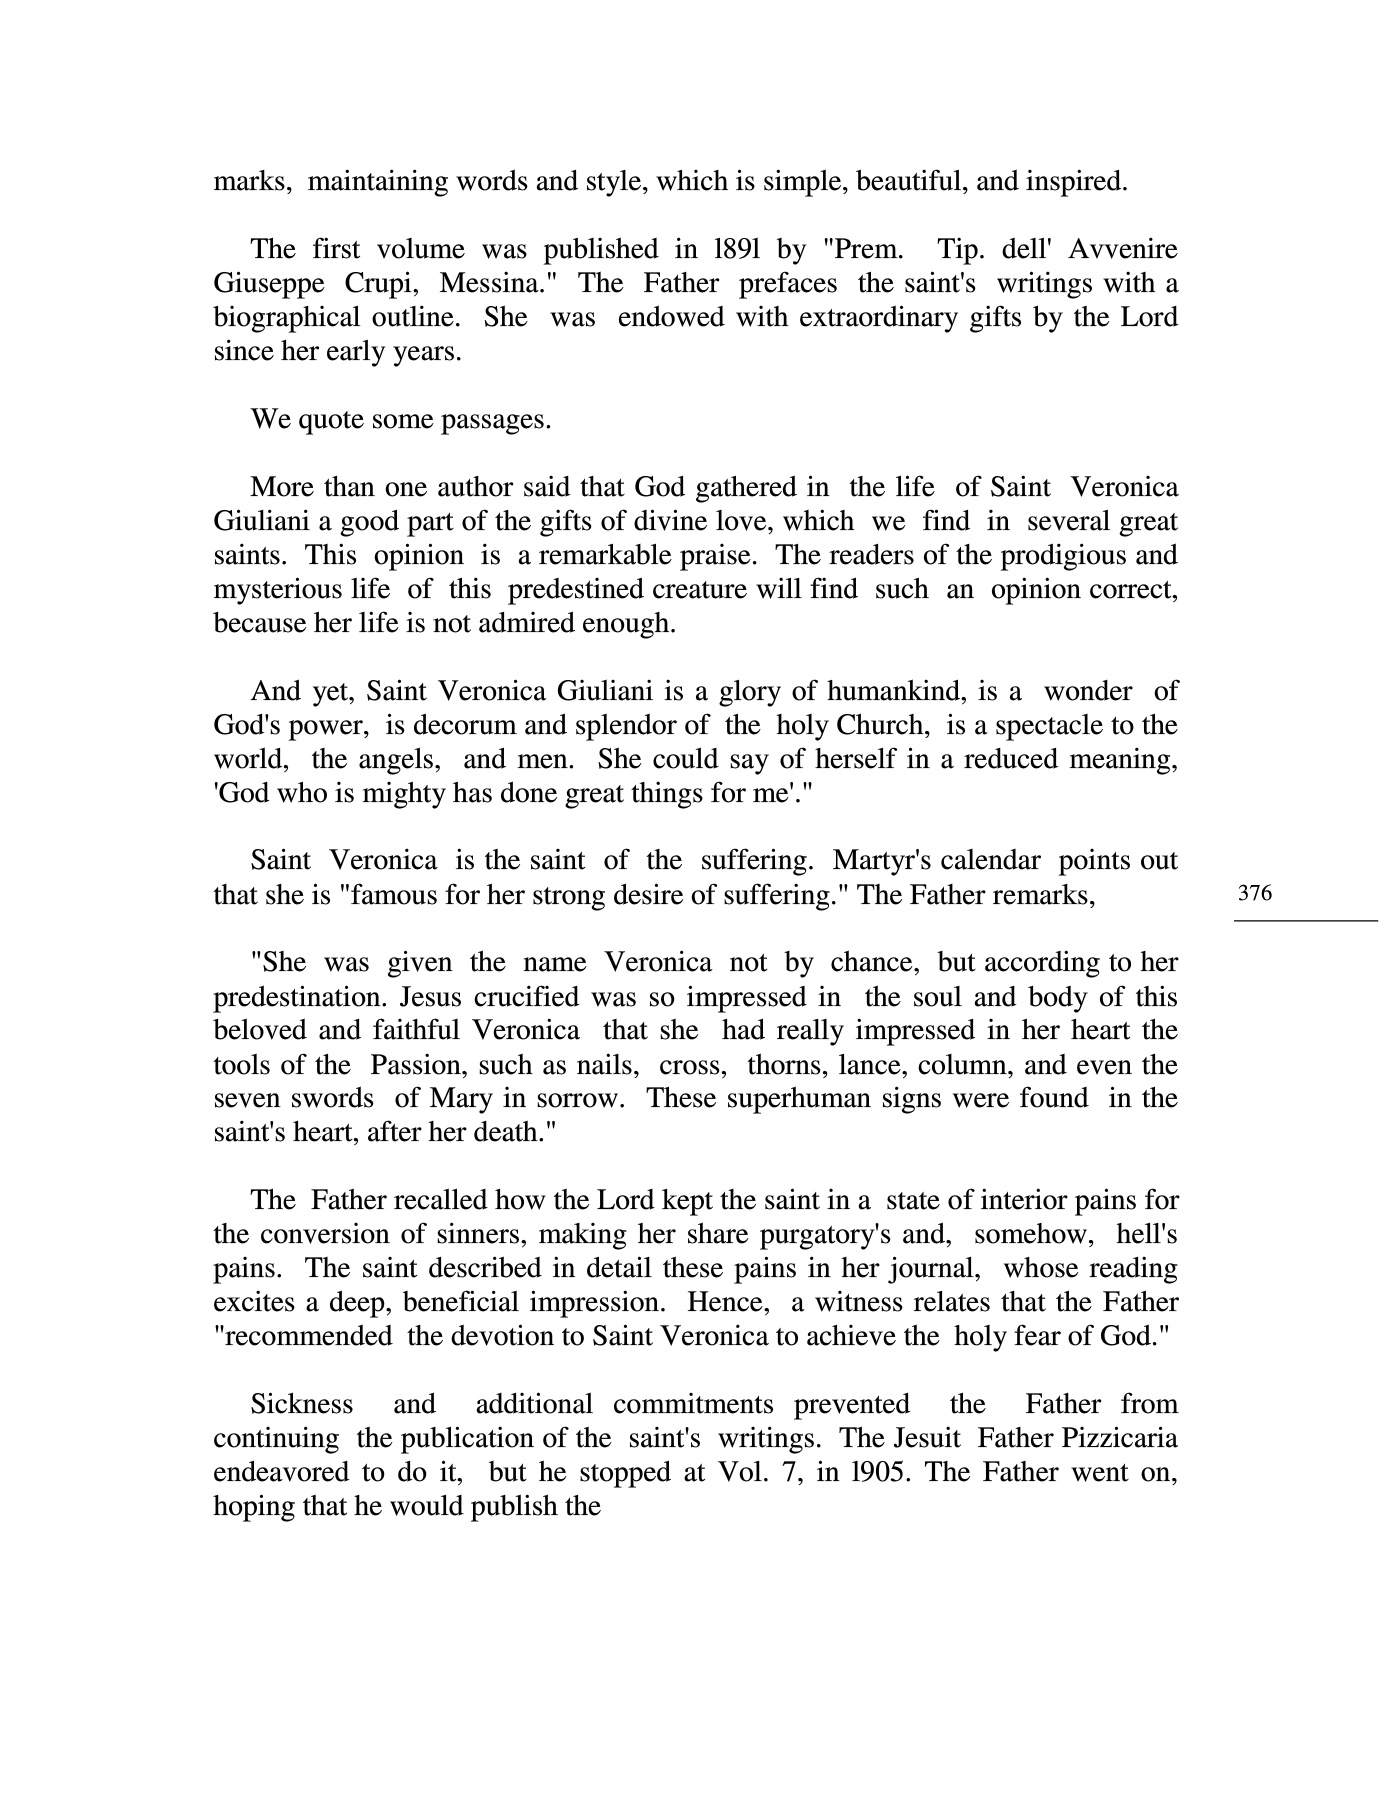 marks, maintaining words and style, which is simple, beautiful, and inspired.
The first volume was published in l89l by "Prem. Tip. dell' Avvenire
Giuseppe Crupi, Messina." The Father prefaces the saint's writings with a
biographical outline. She was endowed with extraordinary gifts by the Lord
since her early years.
We quote some passages.
More than one author said that God gathered in the life of Saint Veronica
Giuliani a good part of the gifts of divine love, which we find in several great
saints. This opinion is a remarkable praise. The readers of the prodigious and
mysterious life of this predestined creature will find such an opinion correct,
because her life is not admired enough.
And yet, Saint Veronica Giuliani is a glory of humankind, is a wonder of
God's power, is decorum and splendor of the holy Church, is a spectacle to the
world, the angels, and men. She could say of herself in a reduced meaning,
'God who is mighty has done great things for me'."
Saint Veronica is the saint of the suffering. Martyr's calendar points out
that she is "famous for her strong desire of suffering." The Father remarks,
376
"She was given the name Veronica not by chance, but according to her
predestination. Jesus crucified was so impressed in the soul and body of this
beloved and faithful Veronica that she had really impressed in her heart the
tools of the Passion, such as nails, cross, thorns, lance, column, and even the
seven swords of Mary in sorrow. These superhuman signs were found in the
saint's heart, after her death."
The Father recalled how the Lord kept the saint in a state of interior pains for
the conversion of sinners, making her share purgatory's and, somehow, hell's
pains. The saint described in detail these pains in her journal, whose reading
excites a deep, beneficial impression. Hence, a witness relates that the Father
"recommended the devotion to Saint Veronica to achieve the holy fear of God."
Sickness and additional commitments prevented the Father from
continuing the publication of the saint's writings. The Jesuit Father Pizzicaria
endeavored to do it, but he stopped at Vol. 7, in l905. The Father went on,
hoping that he would publish the